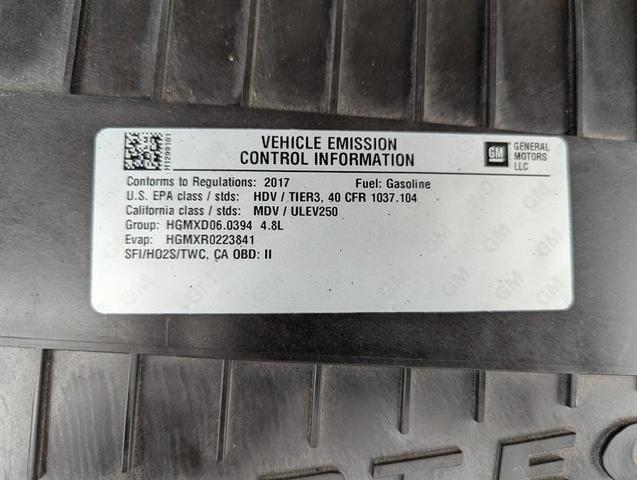 VEHICLE EMISSION
CONTROL INFORMATION
GM GENERAL
MOTORS
LLC
Conforms to Regulations: 2017 Fuel: Gasoline
U.S. EPA class / stds: HDV / TIER3, 40 CFR 1037.104
California class / stds: MDV / ULEV250
Group: HGMXD06.0394 4.8L
Evap: HGMXR0223841
SFI/HO2S/TWC, CA OBD: II